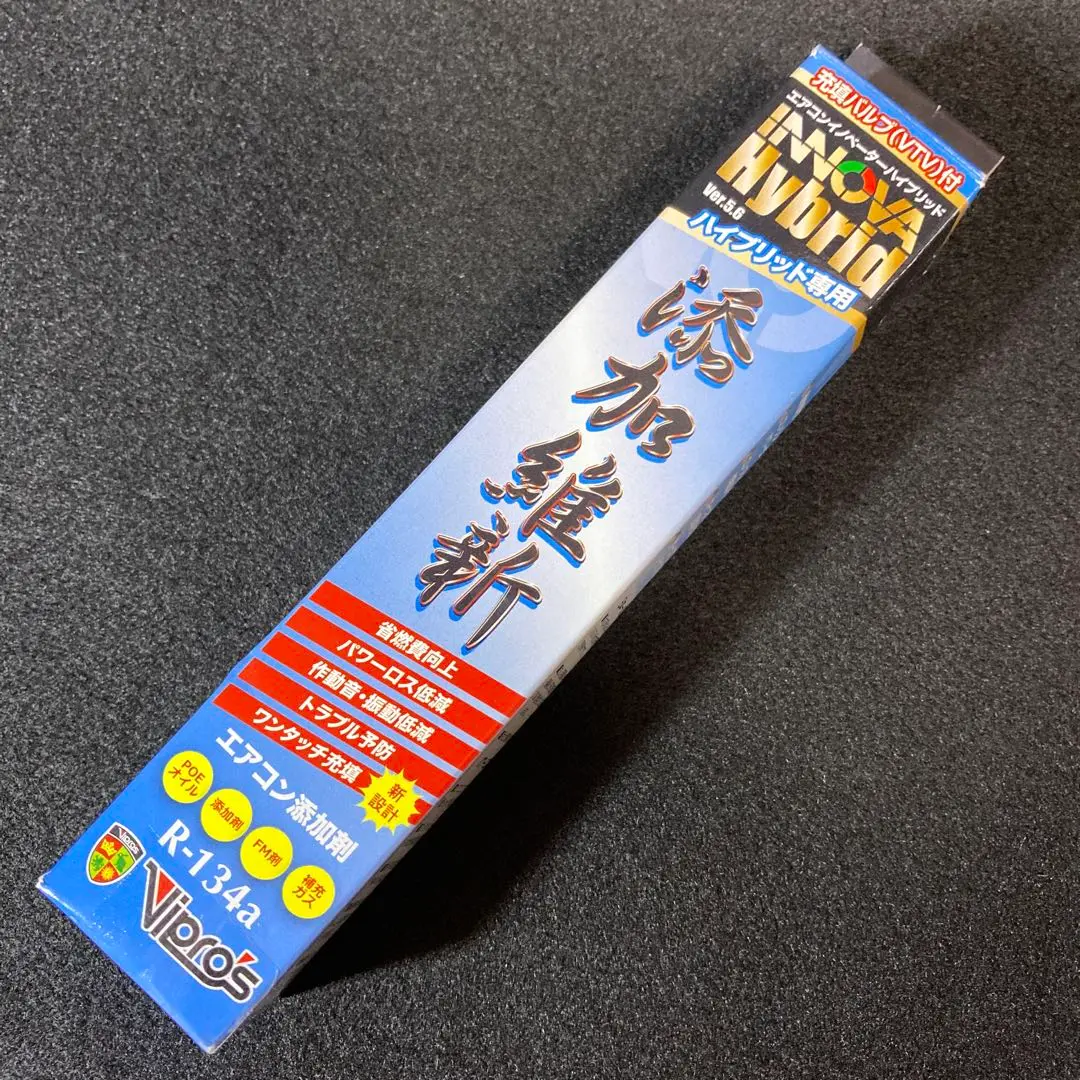 充填バルブ(VTV)付
エアコンイノベーターハイブリッド
INNOVA
Hybrid
Ver.5.6
ハイブリッド専用
添加維新
省燃費向上
パワーロス低減
作動音・振動低減
トラブル予防
ワンタッチ充填
新
設計
エアコン添加剤
POE
オイル
添加剤
FM剤
補充
ガス
R-134a
Vipro's
Vipro's